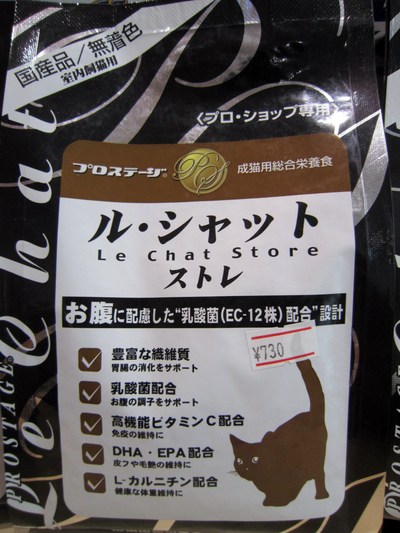 国産品/無着色
室内飼猫用
Le Chat
PROSTAGE
<プロ・ショップ専用>
プロステージ
PS
成猫用総合栄養食
ル・シャット
Le Chat Store
ストレ
お腹に配慮した"乳酸菌(EC-12株)配合"設計
¥730
豊富な繊維質
胃腸の消化をサポート
乳酸菌配合
お腹の調子をサポート
高機能ビタミンC配合
免疫の維持に
DHA・EPA配合
皮フや毛艶の維持に
L-カルニチン配合
健康な体重維持に